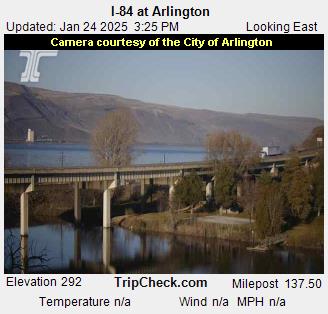 I-84 at Arlington
Updated: Jan 24 2025 3:25 PM Looking East
Camera courtesy of the City of Arlington
Elevation 292 TripCheck.com Milepost 137.50
Temperature n/a Wind n/a MPH n/a